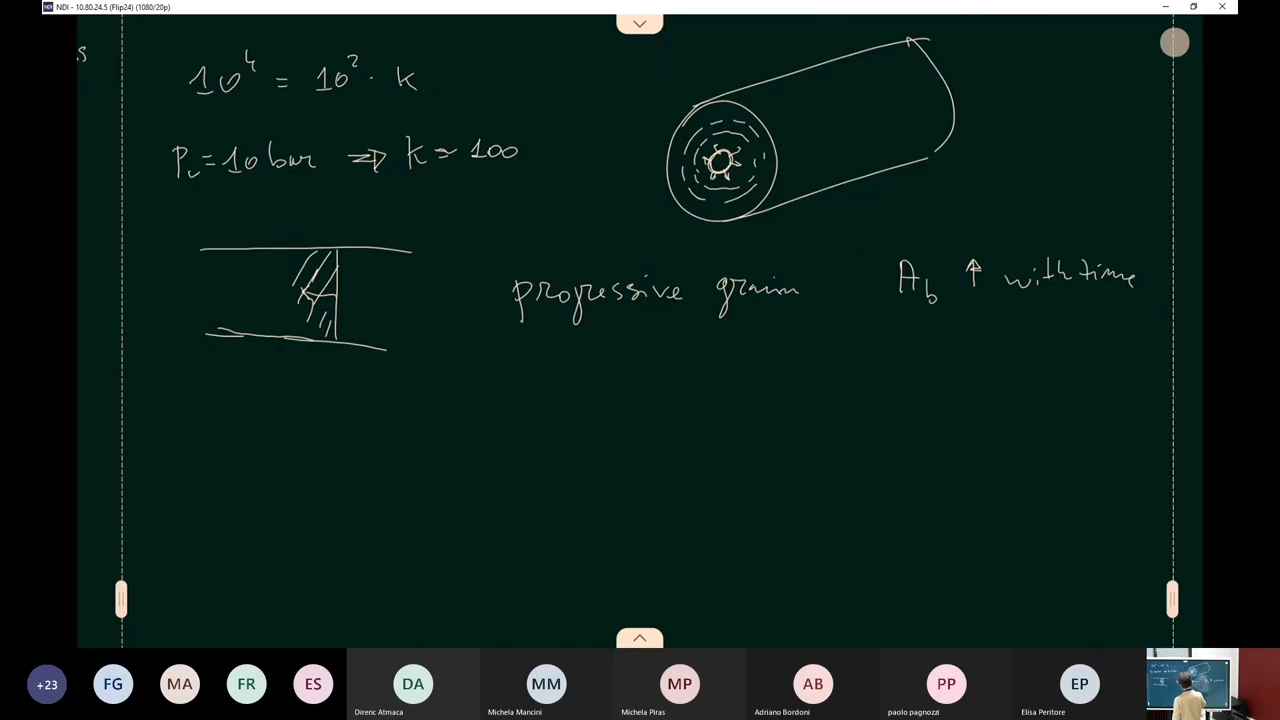 NDI - 10.80.24.5 (Flip24) (1080/20p)
s
10⁴ = 10² · k
Pc = 10 bar ⇒ k ≃ 100
progressive grain
Ab ↑ with time
+23
FG
MA
FR
ES
DA
Direnc Atmaca
MM
Michela Mancini
MP
Michela Piras
AB
Adriano Bordoni
PP
paolo pagnozzi
EP
Elisa Peritore